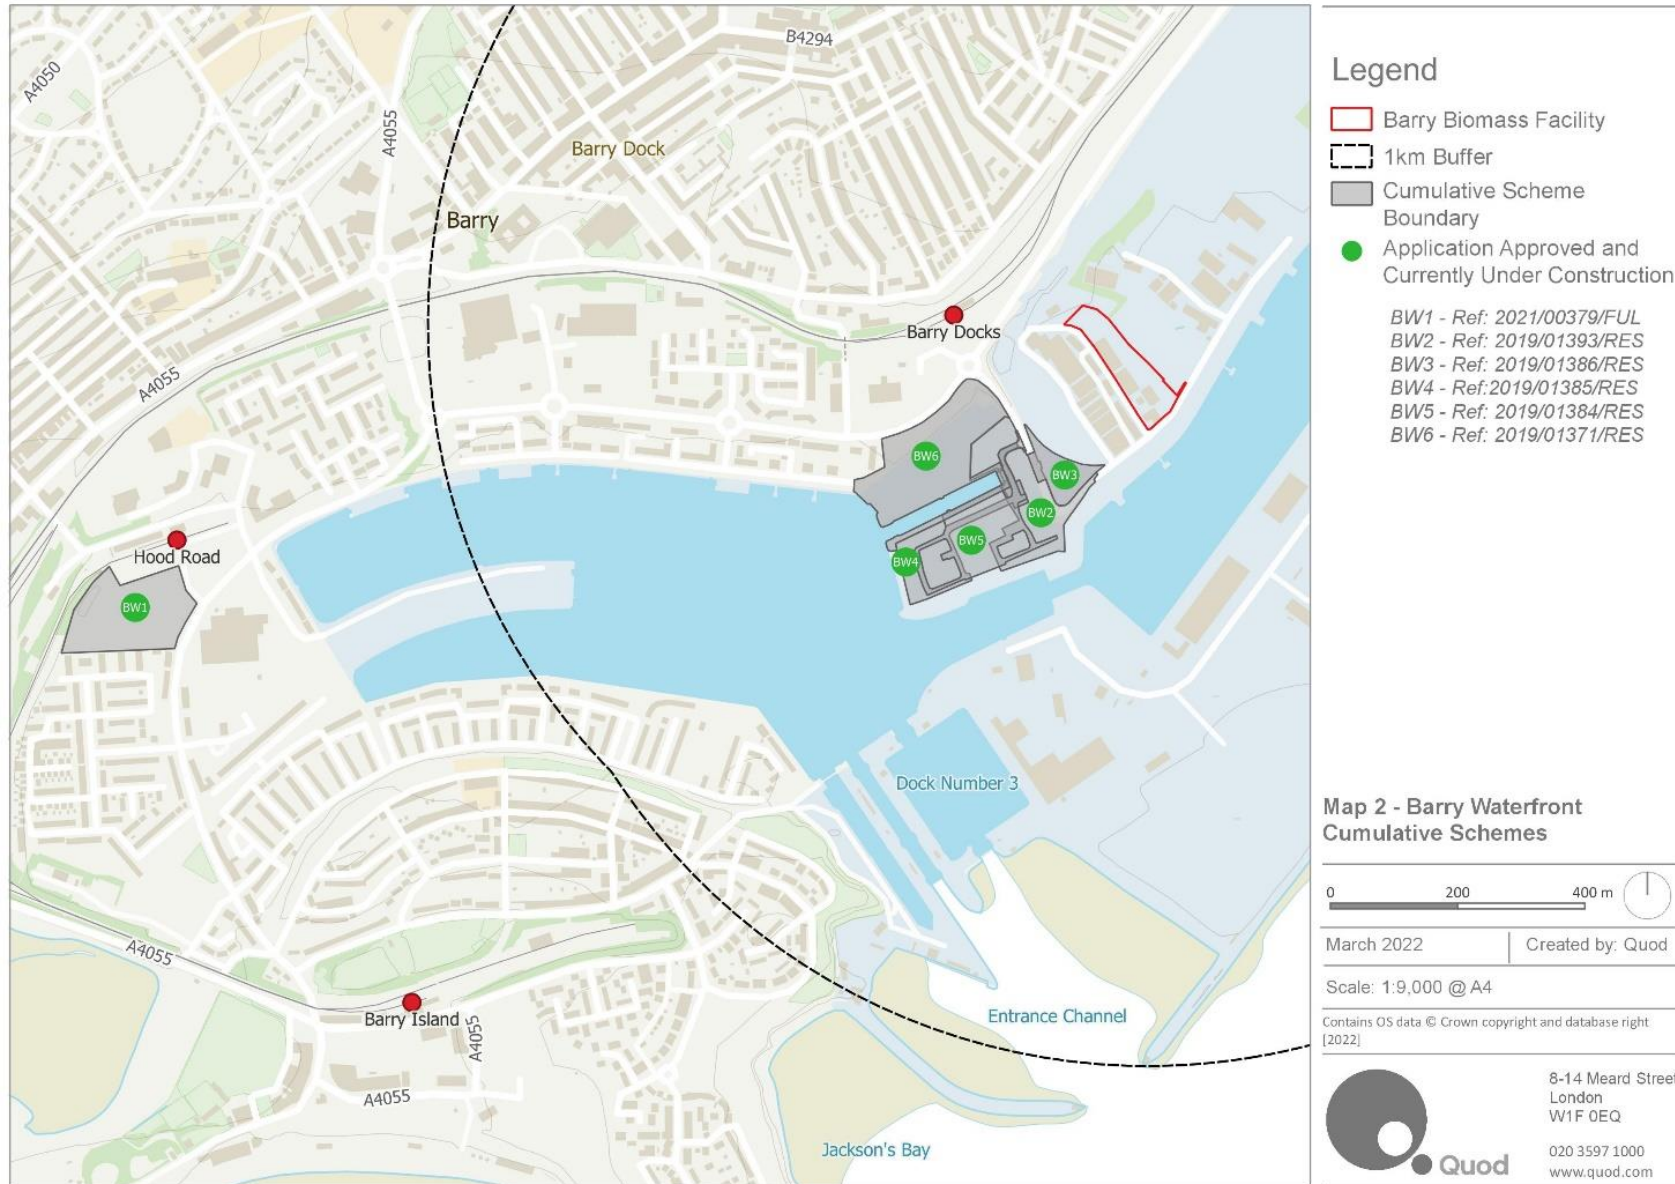 A4050
A4055
B4294
Barry Dock
Barry
A4055
Barry Docks
Hood Road
BW6
BW3
BW2
BW5
BW4
BW1
Dock Number 3
A4055
Barry Island
A4055
A4055
Entrance Channel
Jackson's Bay
Legend
Barry Biomass Facility
1km Buffer
Cumulative Scheme
Boundary
Application Approved and
Currently Under Construction
BW1 - Ref: 2021/00379/FUL
BW2 - Ref: 2019/01393/RES
BW3 - Ref: 2019/01386/RES
BW4 - Ref:2019/01385/RES
BW5 - Ref: 2019/01384/RES
BW6 - Ref: 2019/01371/RES
Map 2 - Barry Waterfront
Cumulative Schemes
0 200 400 m
March 2022 Created by: Quod
Scale: 1:9,000 @ A4
Contains OS data © Crown copyright and database right
[2022]
8-14 Meard Street
London
W1F 0EQ
020 3597 1000
www.quod.com
Quod